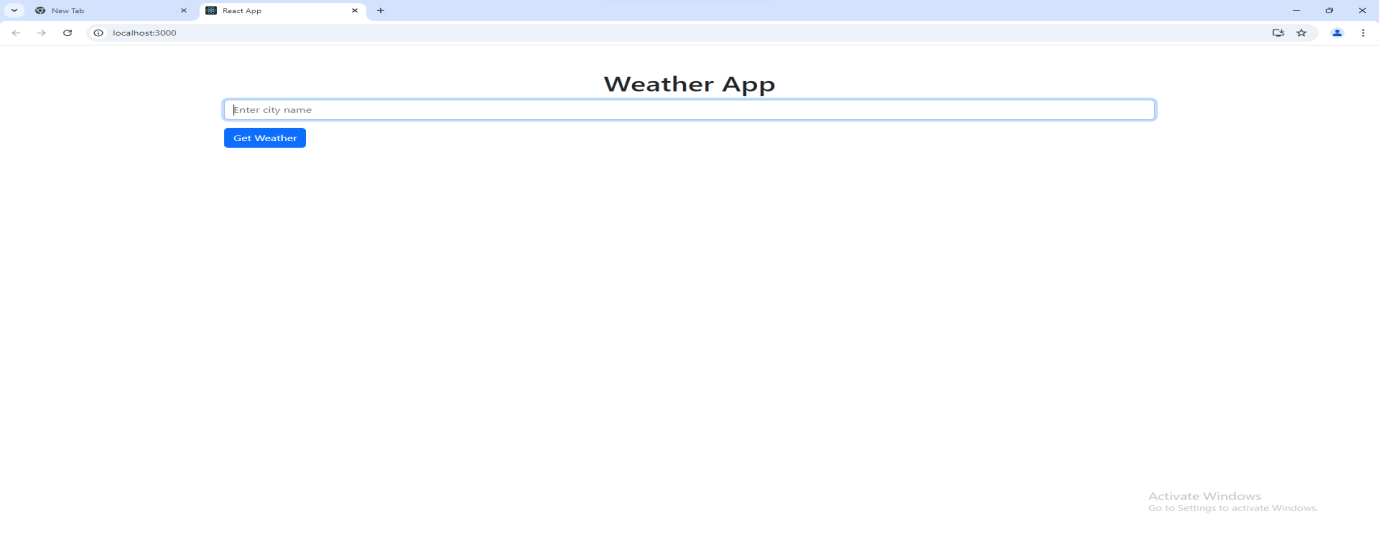 New Tab
React App
localhost:3000
Weather App
Enter city name
Get Weather
Activate Windows
Go to Settings to activate Windows.